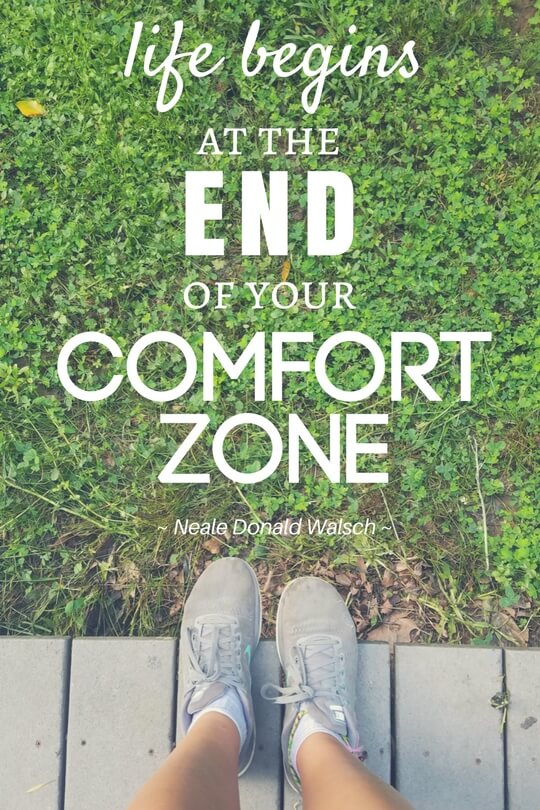 life begins
AT THE
END
OF YOUR
COMFORT
ZONE
~ Neale Donald Walsch ~